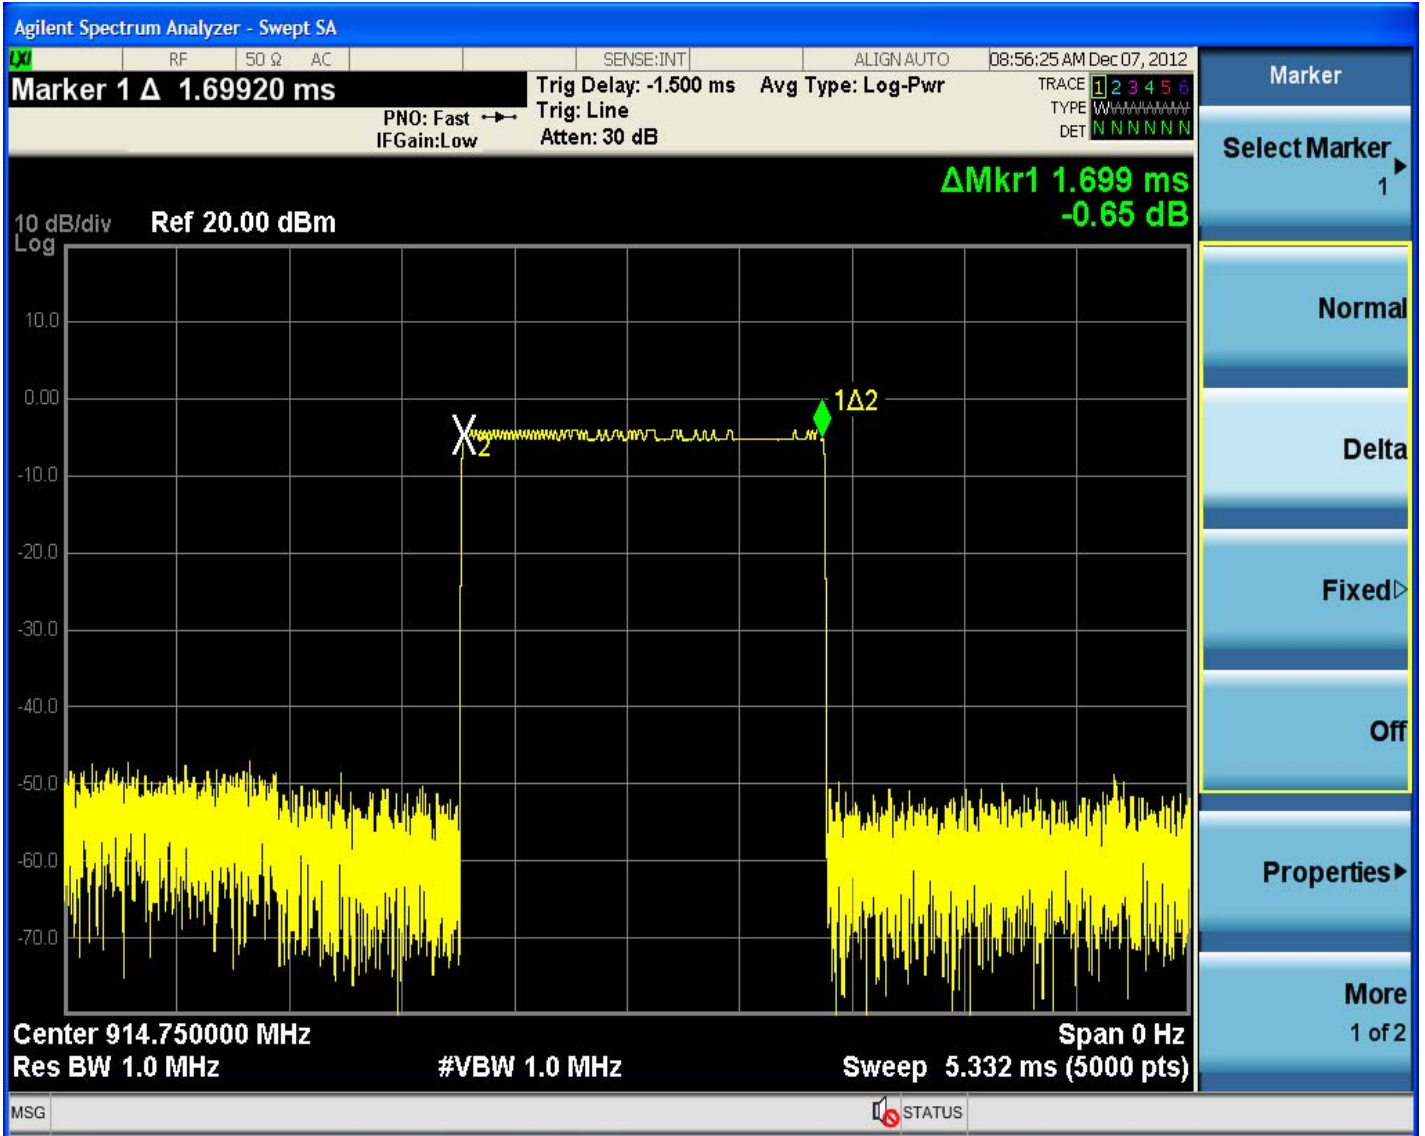 Agilent Spectrum Analyzer - Swept SA
LXI RF 50 Ω AC SENSE:INT ALIGN AUTO 08:56:25 AM Dec 07, 2012
Marker 1 Δ 1.69920 ms
PNO: Fast
IFGain:Low
Trig Delay: -1.500 ms
Trig: Line
Atten: 30 dB
Avg Type: Log-Pwr
TRACE 1 2 3 4 5 6
TYPE W
DET N N N N N N
ΔMkr1 1.699 ms
-0.65 dB
10 dB/div
Log
Ref 20.00 dBm
10.0
0.00
-10.0
-20.0
-30.0
-40.0
-50.0
-60.0
-70.0
X2
1Δ2
Center 914.750000 MHz
Span 0 Hz
Res BW 1.0 MHz
#VBW 1.0 MHz
Sweep 5.332 ms (5000 pts)
MSG
STATUS
Marker
Select Marker
1
Normal
Delta
Fixed
Off
Properties
More
1 of 2